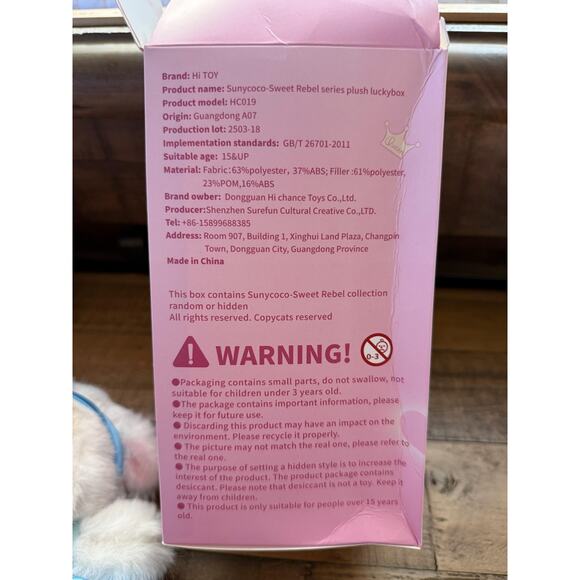 Brand: Hi TOY
Product name: Sunycoco-Sweet Rebel series plush luckybox
Product model: HC019
Origin: Guangdong A07
Production lot: 2503-18
Implementation standards: GB/T 26701-2011
Suitable age: 15&UP
Material: Fabric:63%polyester, 37%ABS; Filler:61%polyester,
23%POM,16%ABS
Brand owber: Dongguan Hi chance Toys Co.,Ltd.
Producer:Shenzhen Surefun Cultural Creative Co.,LTD.
Tel: +86-15899688385
Address: Room 907, Building 1, Xinghui Land Plaza, Changpin
Town, Dongguan City, Guangdong Province
Made in China
This box contains Sunycoco-Sweet Rebel collection
random or hidden
All rights reserved. Copycats reserved
WARNING!
0-3
●Packaging contains small parts, do not swallow, not
suitable for children under 3 years old.
●The package contains important information, please
keep it for future use.
● Discarding this product may have an impact on the
environment. Please recycle it properly.
● The picture may not match the real one, please refer to
the real one.
● The purpose of setting a hidden style is to increase the
interest of the product. The product package contains
desiccant. Please note that desiccant is not a toy. Keep it
away from children.
● This product is only suitable for people over 15 years
old.